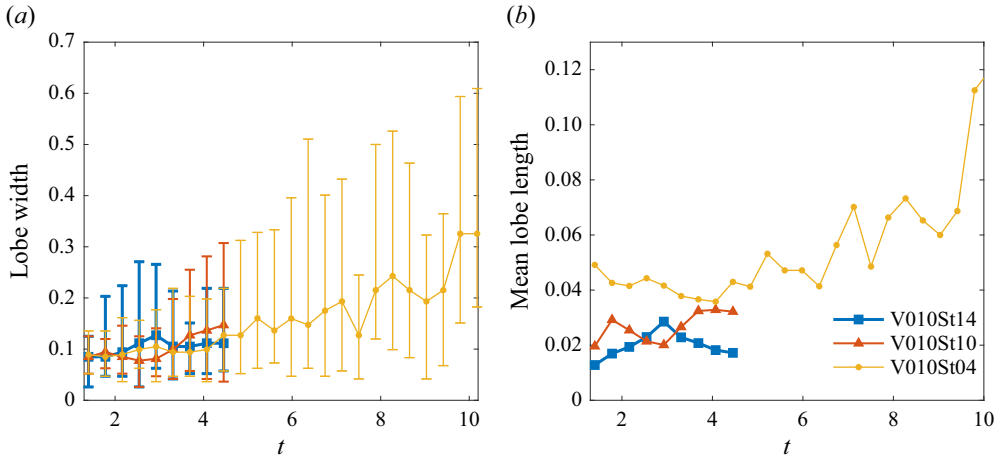 (a)
0.7
0.6
0.5
0.4
0.3
0.2
0.1
0
Lobe width
2 4 6 8 10
t
(b)
0.12
0.10
0.08
0.06
0.04
0.02
0
Mean lobe length
V010St14
V010St10
V010St04
2 4 6 8 10
t